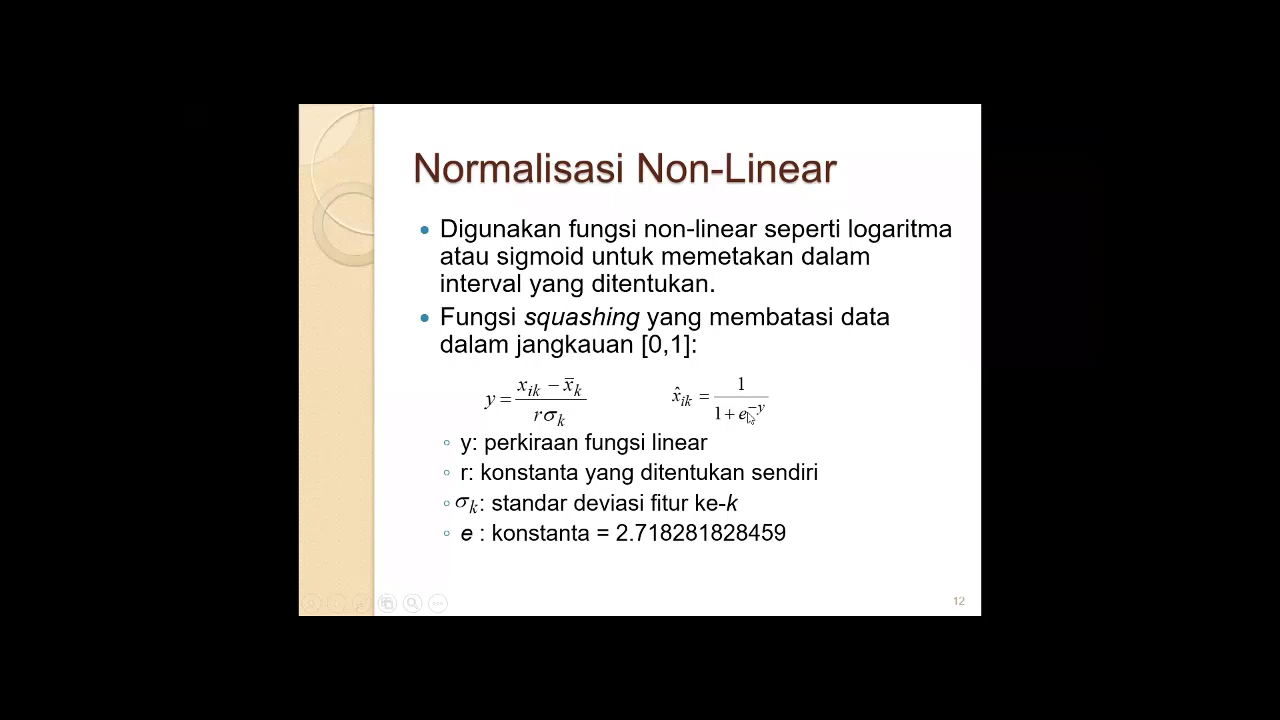 Normalisasi Non-Linear
• Digunakan fungsi non-linear seperti logaritma
atau sigmoid untuk memetakan dalam
interval yang ditentukan.
• Fungsi squashing yang membatasi data
dalam jangkauan [0,1]:
y = (x_ik − x̄_k) / (rσ_k)    x̂_ik = 1 / (1 + e^−y)
◦ y: perkiraan fungsi linear
◦ r: konstanta yang ditentukan sendiri
◦ σ_k: standar deviasi fitur ke-k
◦ e : konstanta = 2.718281828459
12